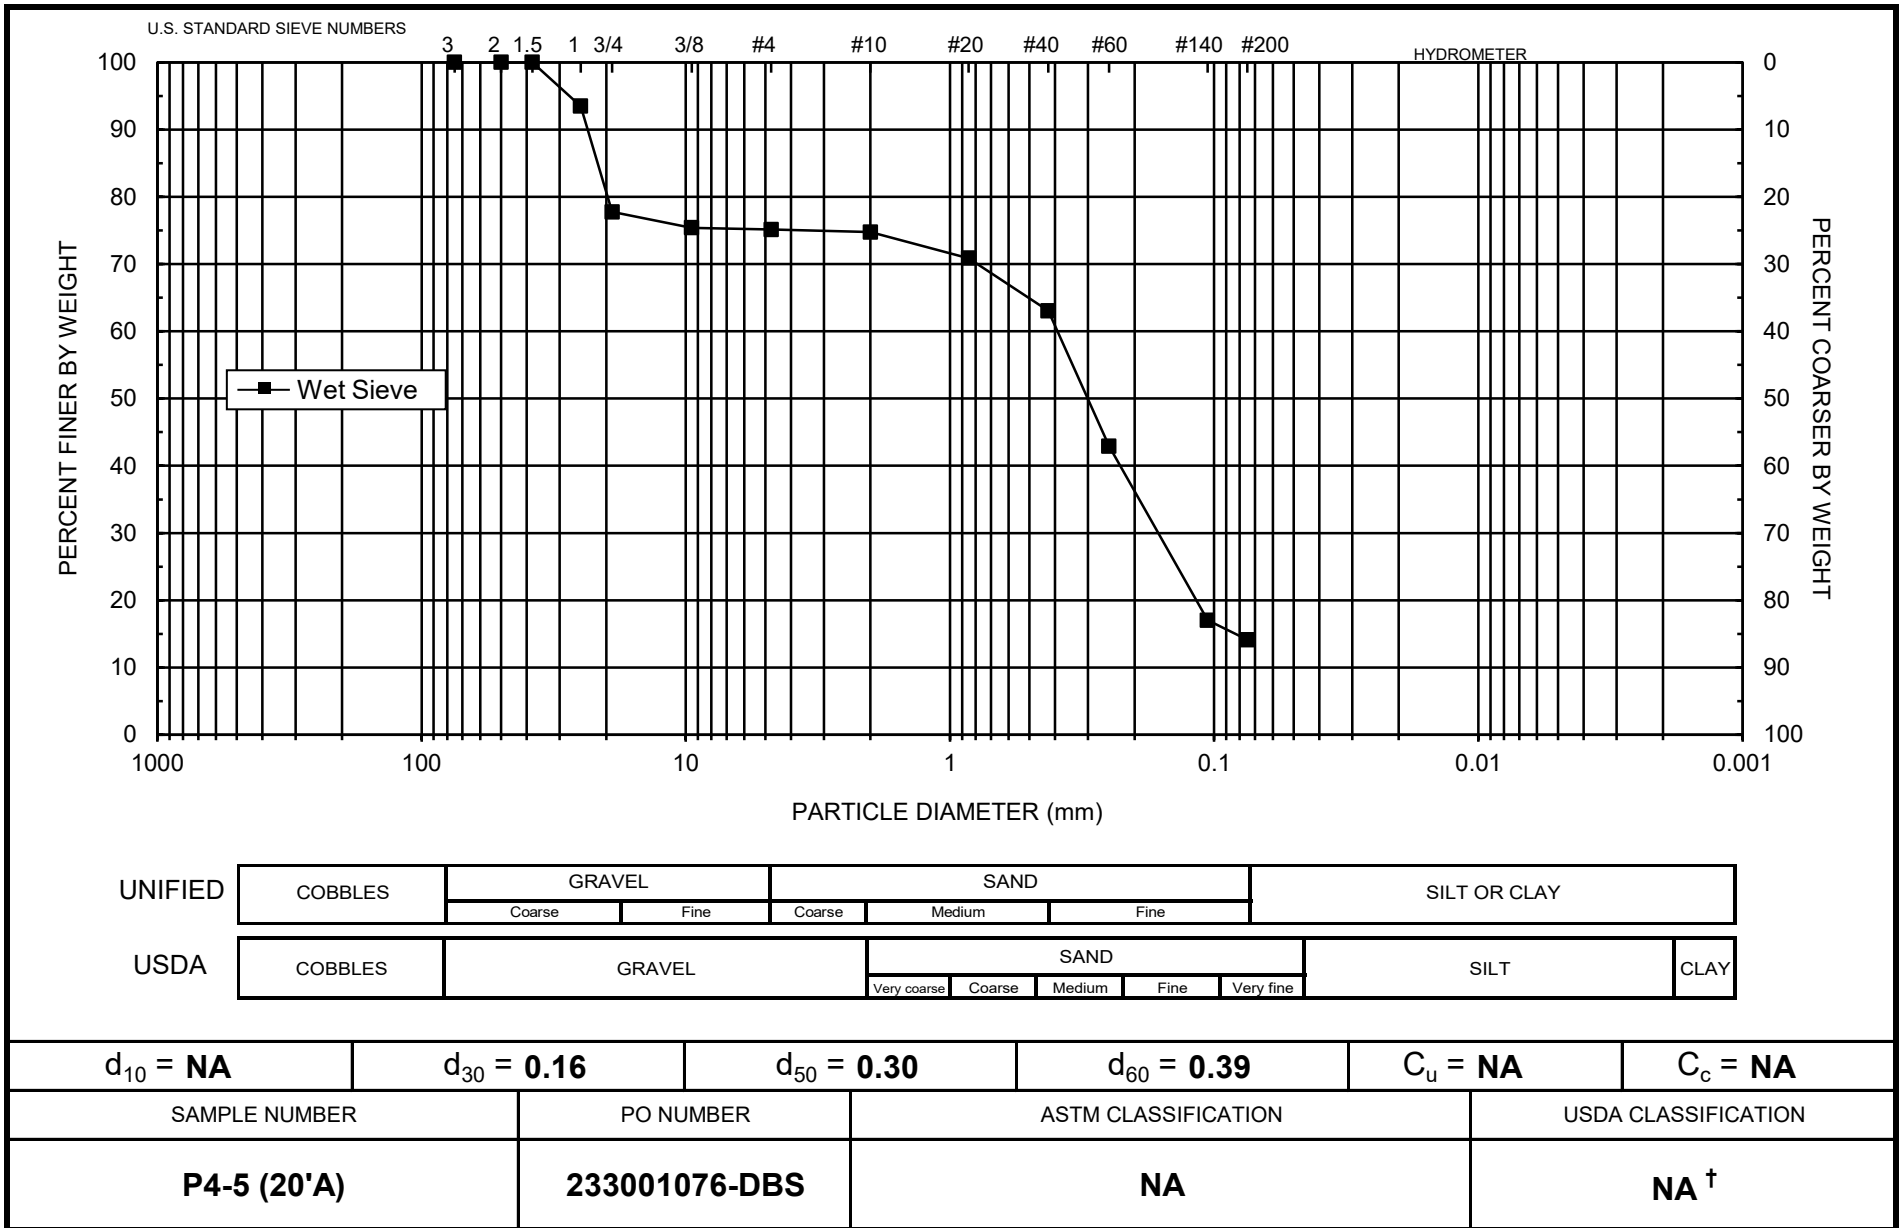 U.S. STANDARD SIEVE NUMBERS
3 2 1.5 1 3/4 3/8 #4 #10 #20 #40 #60 #140 #200
HYDROMETER
100
90
80
70
60
50
40
30
20
10
0
PERCENT FINER BY WEIGHT
Wet Sieve
0
10
20
30
40
50
60
70
80
90
100
PERCENT COARSER BY WEIGHT
1000 100 10 1 0.1 0.01 0.001
PARTICLE DIAMETER (mm)
UNIFIED
COBBLES
GRAVEL
SAND
SILT OR CLAY
Coarse Fine Coarse Medium Fine
USDA
COBBLES
GRAVEL
SAND
SILT
CLAY
Very coarse Coarse Medium Fine Very fine
d10 = NA d30 = 0.16 d50 = 0.30 d60 = 0.39 Cu = NA Cc = NA
SAMPLE NUMBER PO NUMBER ASTM CLASSIFICATION USDA CLASSIFICATION
P4-5 (20'A) 233001076-DBS NA NA †